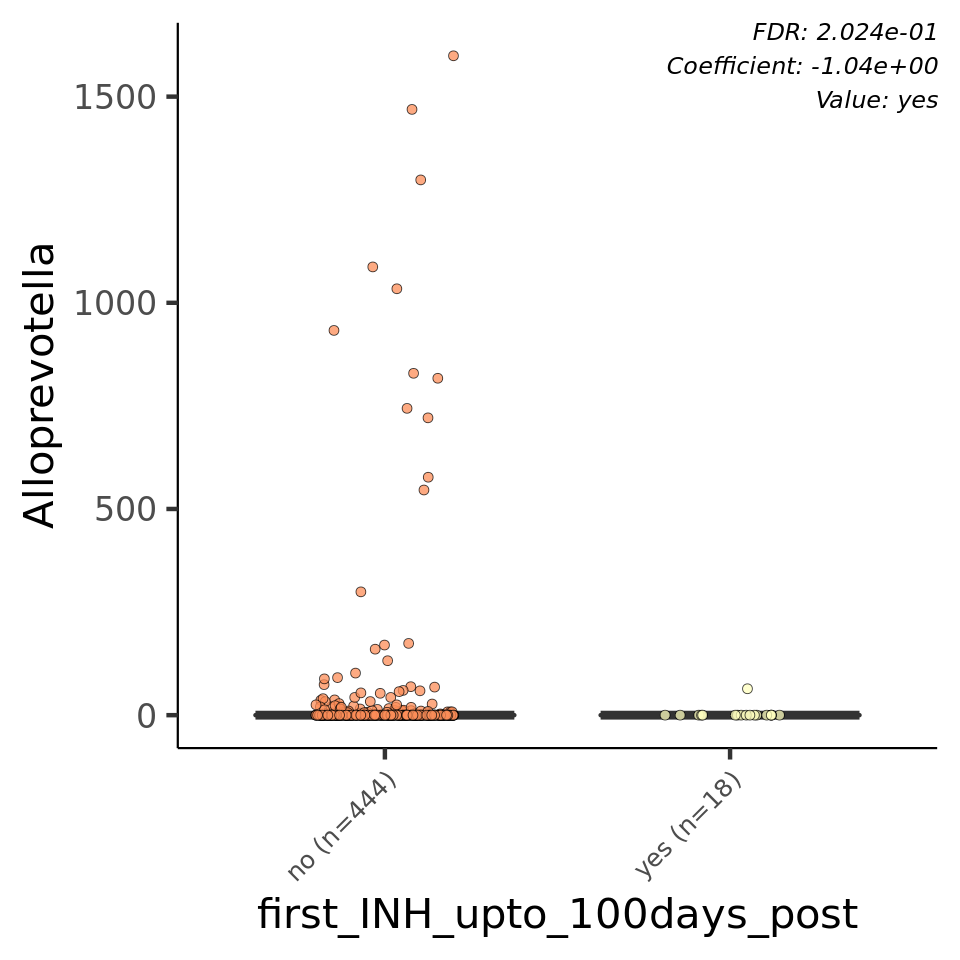 FDR: 2.024e-01
Coefficient: -1.04e+00
Value: yes
1500
1000
500
0
Alloprevotella
no (n=444)
yes (n=18)
first_INH_upto_100days_post